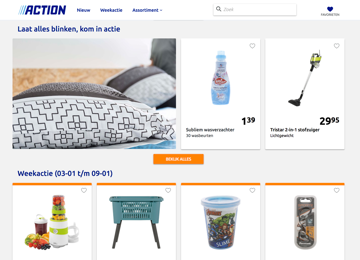 ACTION
Nieuw
Weekactie
Assortiment
Zoek
FAVORIETEN
Laat alles blinken, kom in actie
1 39
Subliem wasverzachter
30 wasbeurten
29 95
Tristar 2-in-1 stofzuiger
Lichtgewicht
BEKIJK ALLES
Weekactie (03-01 t/m 09-01)